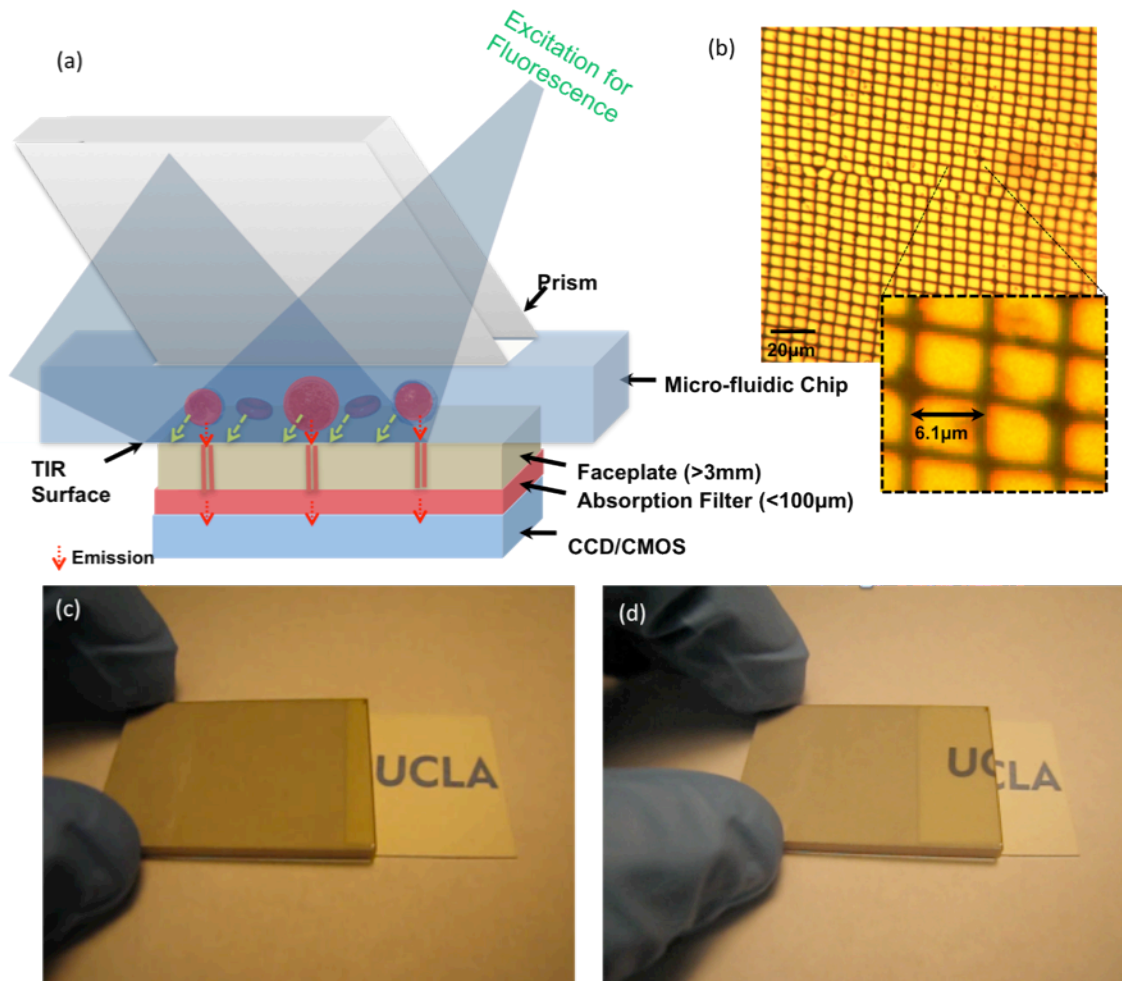 (a)
Excitation for
Fluorescence
Prism
Micro-fluidic Chip
TIR
Surface
Faceplate (>3mm)
Absorption Filter (<100μm)
CCD/CMOS
Emission
(b)
20μm
6.1μm
(c)
UCLA
(d)
UCLA